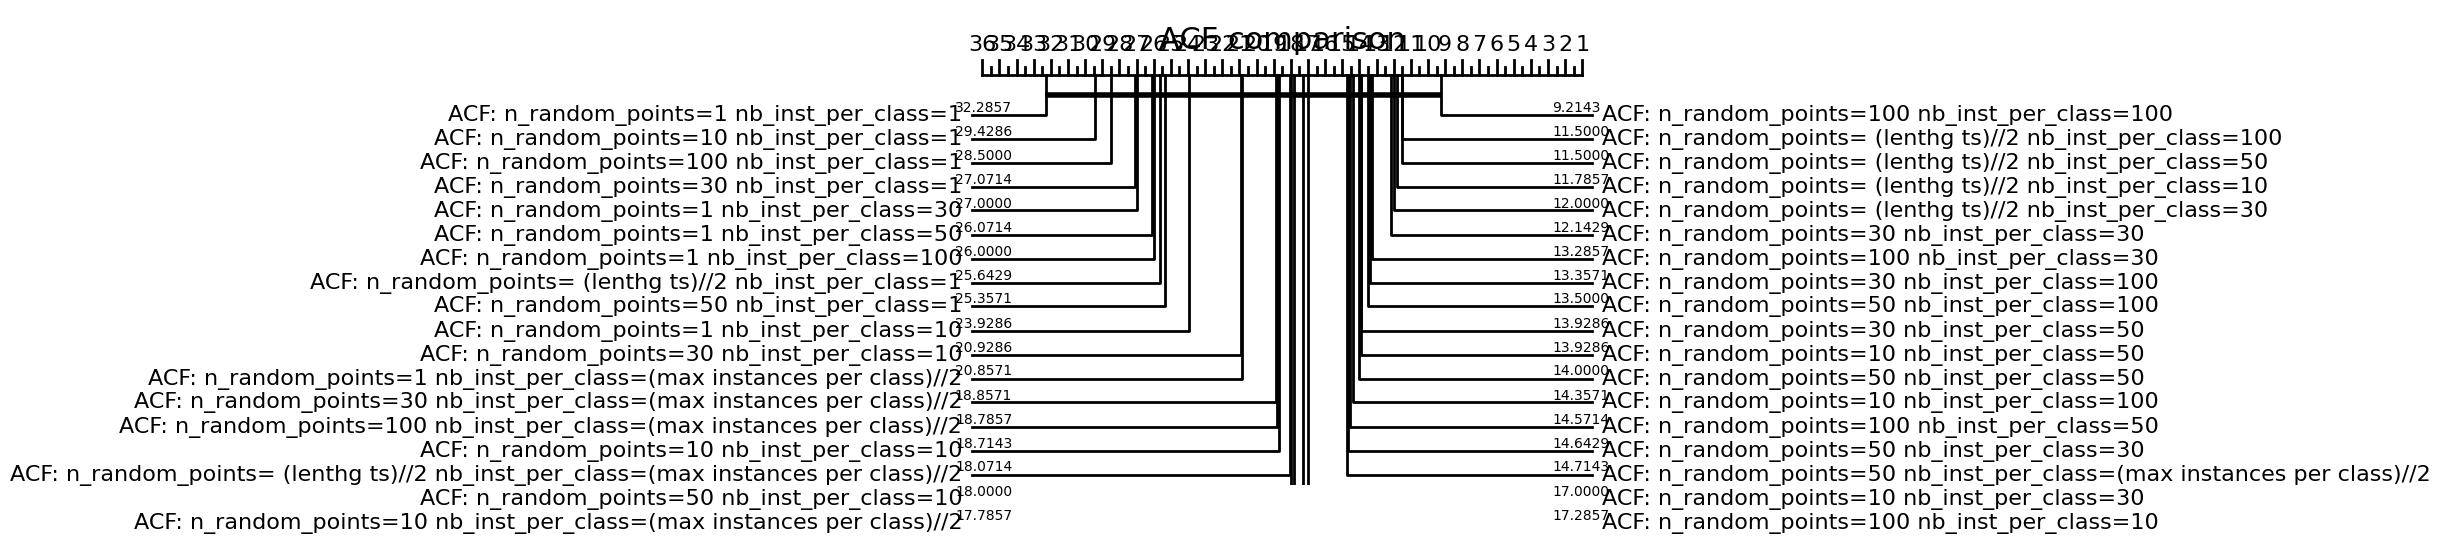 ACF comparison
36 35 34 33 32 31 30 29 28 27 26 25 24 23 22 21 20 19 18 17 16 15 14 13 12 11 10 9 8 7 6 5 4 3 2 1
ACF: n_random_points=1 nb_inst_per_class=1 32.2857 9.2143 ACF: n_random_points=100 nb_inst_per_class=100
ACF: n_random_points=10 nb_inst_per_class=1 29.4286 11.5000 ACF: n_random_points= (lenthg ts)//2 nb_inst_per_class=100
ACF: n_random_points=100 nb_inst_per_class=1 28.5000 11.5000 ACF: n_random_points= (lenthg ts)//2 nb_inst_per_class=50
ACF: n_random_points=30 nb_inst_per_class=1 27.0714 11.7857 ACF: n_random_points= (lenthg ts)//2 nb_inst_per_class=10
ACF: n_random_points=1 nb_inst_per_class=30 27.0000 12.0000 ACF: n_random_points= (lenthg ts)//2 nb_inst_per_class=30
ACF: n_random_points=1 nb_inst_per_class=50 26.0714 12.1429 ACF: n_random_points=30 nb_inst_per_class=30
ACF: n_random_points=1 nb_inst_per_class=100 26.0000 13.2857 ACF: n_random_points=100 nb_inst_per_class=30
ACF: n_random_points= (lenthg ts)//2 nb_inst_per_class=1 25.6429 13.3571 ACF: n_random_points=30 nb_inst_per_class=100
ACF: n_random_points=50 nb_inst_per_class=1 25.3571 13.5000 ACF: n_random_points=50 nb_inst_per_class=100
ACF: n_random_points=1 nb_inst_per_class=10 23.9286 13.9286 ACF: n_random_points=30 nb_inst_per_class=50
ACF: n_random_points=30 nb_inst_per_class=10 20.9286 13.9286 ACF: n_random_points=10 nb_inst_per_class=50
ACF: n_random_points=1 nb_inst_per_class=(max instances per class)//2 20.8571 14.0000 ACF: n_random_points=50 nb_inst_per_class=50
ACF: n_random_points=30 nb_inst_per_class=(max instances per class)//2 18.8571 14.3571 ACF: n_random_points=10 nb_inst_per_class=100
ACF: n_random_points=100 nb_inst_per_class=(max instances per class)//2 18.7857 14.5714 ACF: n_random_points=100 nb_inst_per_class=50
ACF: n_random_points=10 nb_inst_per_class=10 18.7143 14.6429 ACF: n_random_points=50 nb_inst_per_class=30
ACF: n_random_points= (lenthg ts)//2 nb_inst_per_class=(max instances per class)//2 18.0714 14.7143 ACF: n_random_points=50 nb_inst_per_class=(max instances per class)//2
ACF: n_random_points=50 nb_inst_per_class=10 18.0000 17.0000 ACF: n_random_points=10 nb_inst_per_class=30
ACF: n_random_points=10 nb_inst_per_class=(max instances per class)//2 17.7857 17.2857 ACF: n_random_points=100 nb_inst_per_class=10